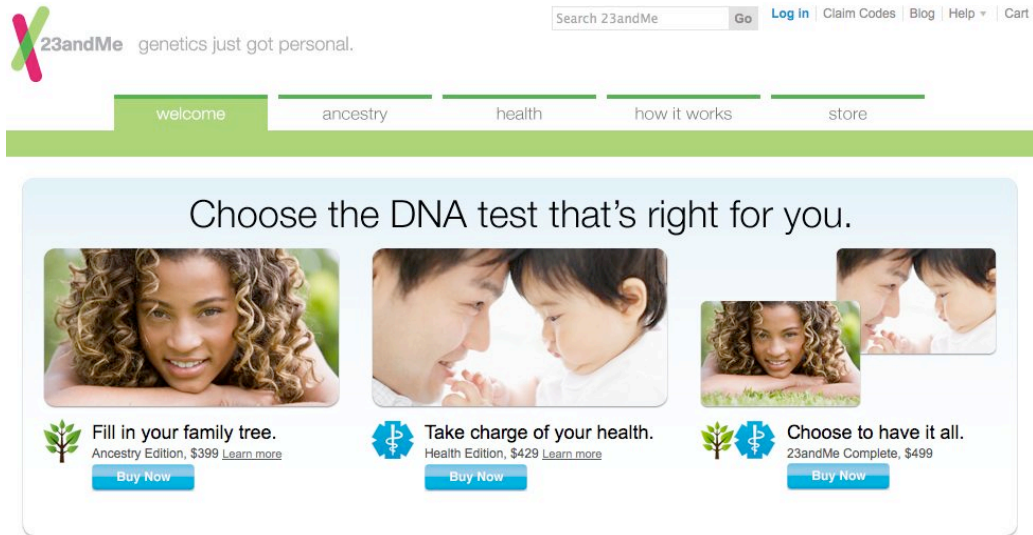 Search 23andMe
Go
Log in
Claim Codes
Blog
Help
Cart
23andMe genetics just got personal.
welcome
ancestry
health
how it works
store
Choose the DNA test that's right for you.
Fill in your family tree.
Ancestry Edition, $399 Learn more
Buy Now
Take charge of your health.
Health Edition, $429 Learn more
Buy Now
Choose to have it all.
23andMe Complete, $499
Buy Now